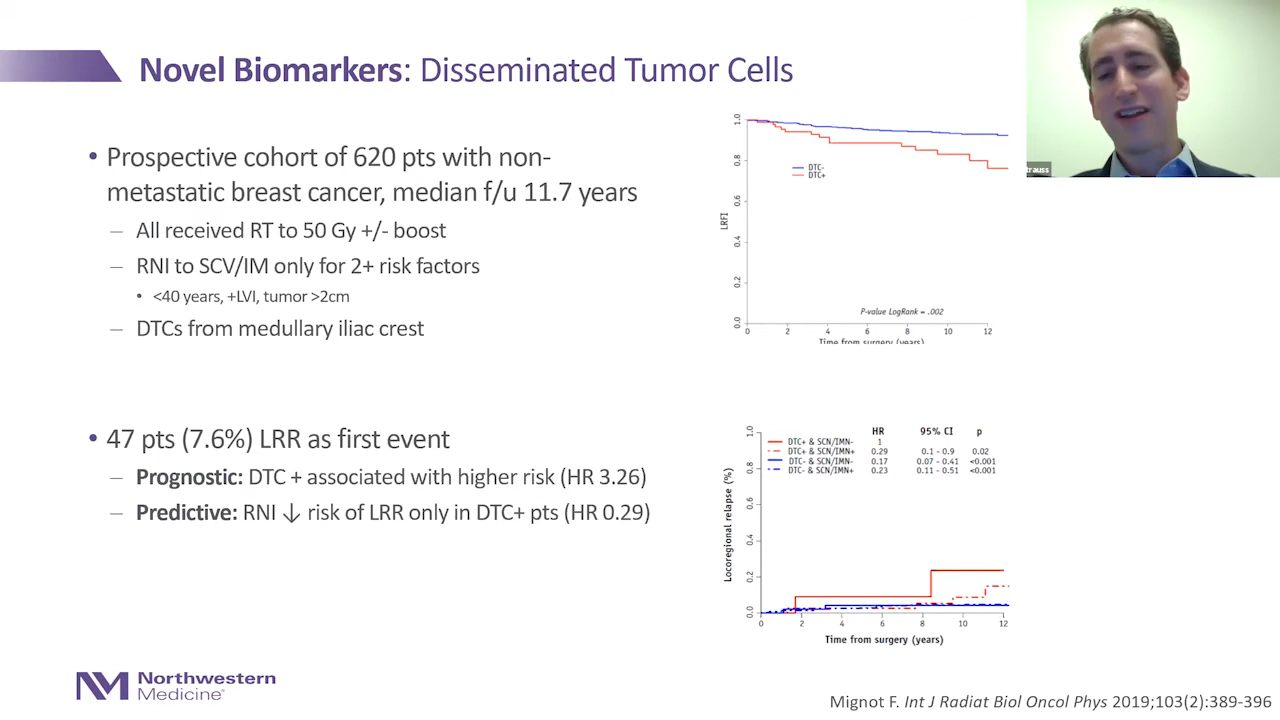 Novel Biomarkers: Disseminated Tumor Cells
• Prospective cohort of 620 pts with non-
metastatic breast cancer, median f/u 11.7 years
– All received RT to 50 Gy +/- boost
– RNI to SCV/IM only for 2+ risk factors
• <40 years, +LVI, tumor >2cm
– DTCs from medullary iliac crest
• 47 pts (7.6%) LRR as first event
– Prognostic: DTC + associated with higher risk (HR 3.26)
– Predictive: RNI ↓ risk of LRR only in DTC+ pts (HR 0.29)
1.0
0.8
0.6
0.4
0.2
0.0
LRFI
DTC-
DTC+
P-value LogRank = .002
0 2 4 6 8 10 12
Time from surgery (years)
HR 95% CI p
DTC+ & SCN/IMN- 1
DTC+ & SCN/IMN+ 0.29 0.1 - 0.9 0.02
DTC- & SCN/IMN- 0.17 0.07 - 0.41 <0.001
DTC- & SCN/IMN+ 0.23 0.11 - 0.51 <0.001
1.0
0.8
0.6
0.4
0.2
0.0
Locoregional relapse (%)
0 2 4 6 8 10 12
Time from surgery (years)
trauss
Northwestern
Medicine®
Mignot F. Int J Radiat Biol Oncol Phys 2019;103(2):389-396